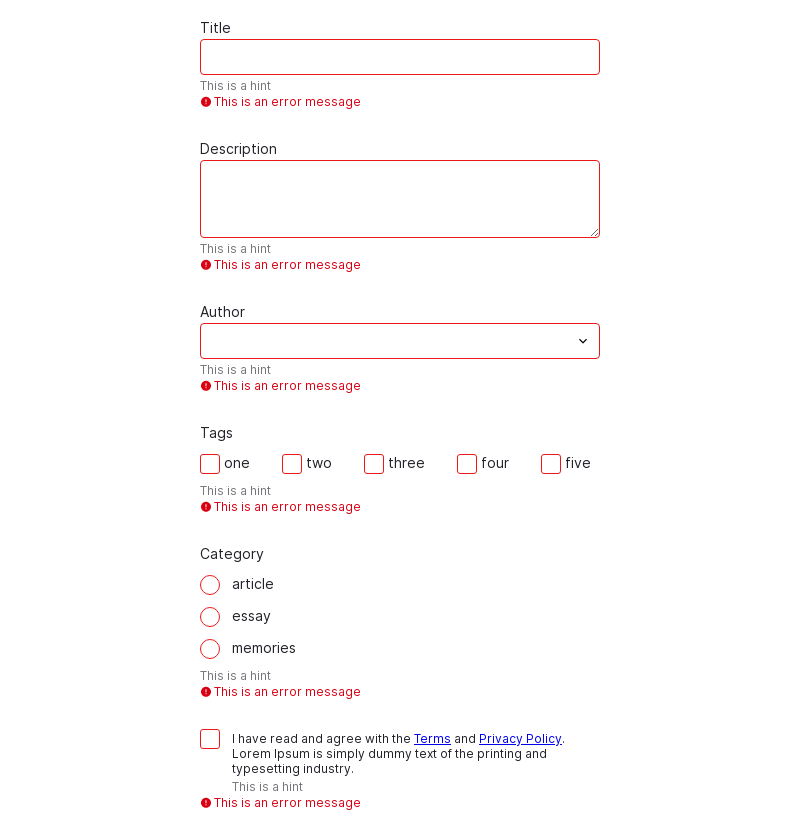 Title
This is a hint
This is an error message
Description
This is a hint
This is an error message
Author
This is a hint
This is an error message
Tags
one two three four five
This is a hint
This is an error message
Category
article
essay
memories
This is a hint
This is an error message
I have read and agree with the Terms and Privacy Policy.
Lorem Ipsum is simply dummy text of the printing and
typesetting industry.
This is a hint
This is an error message